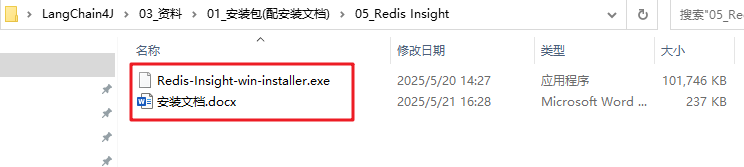 LangChain4J > 03_资料 > 01_安装包(配安装文档) > 05_Redis Insight
搜索"05_Re
名称 修改日期 类型 大小
Redis-Insight-win-installer.exe 2025/5/20 14:27 应用程序 101,746 KB
安装文档.docx 2025/5/21 16:28 Microsoft Word ... 237 KB